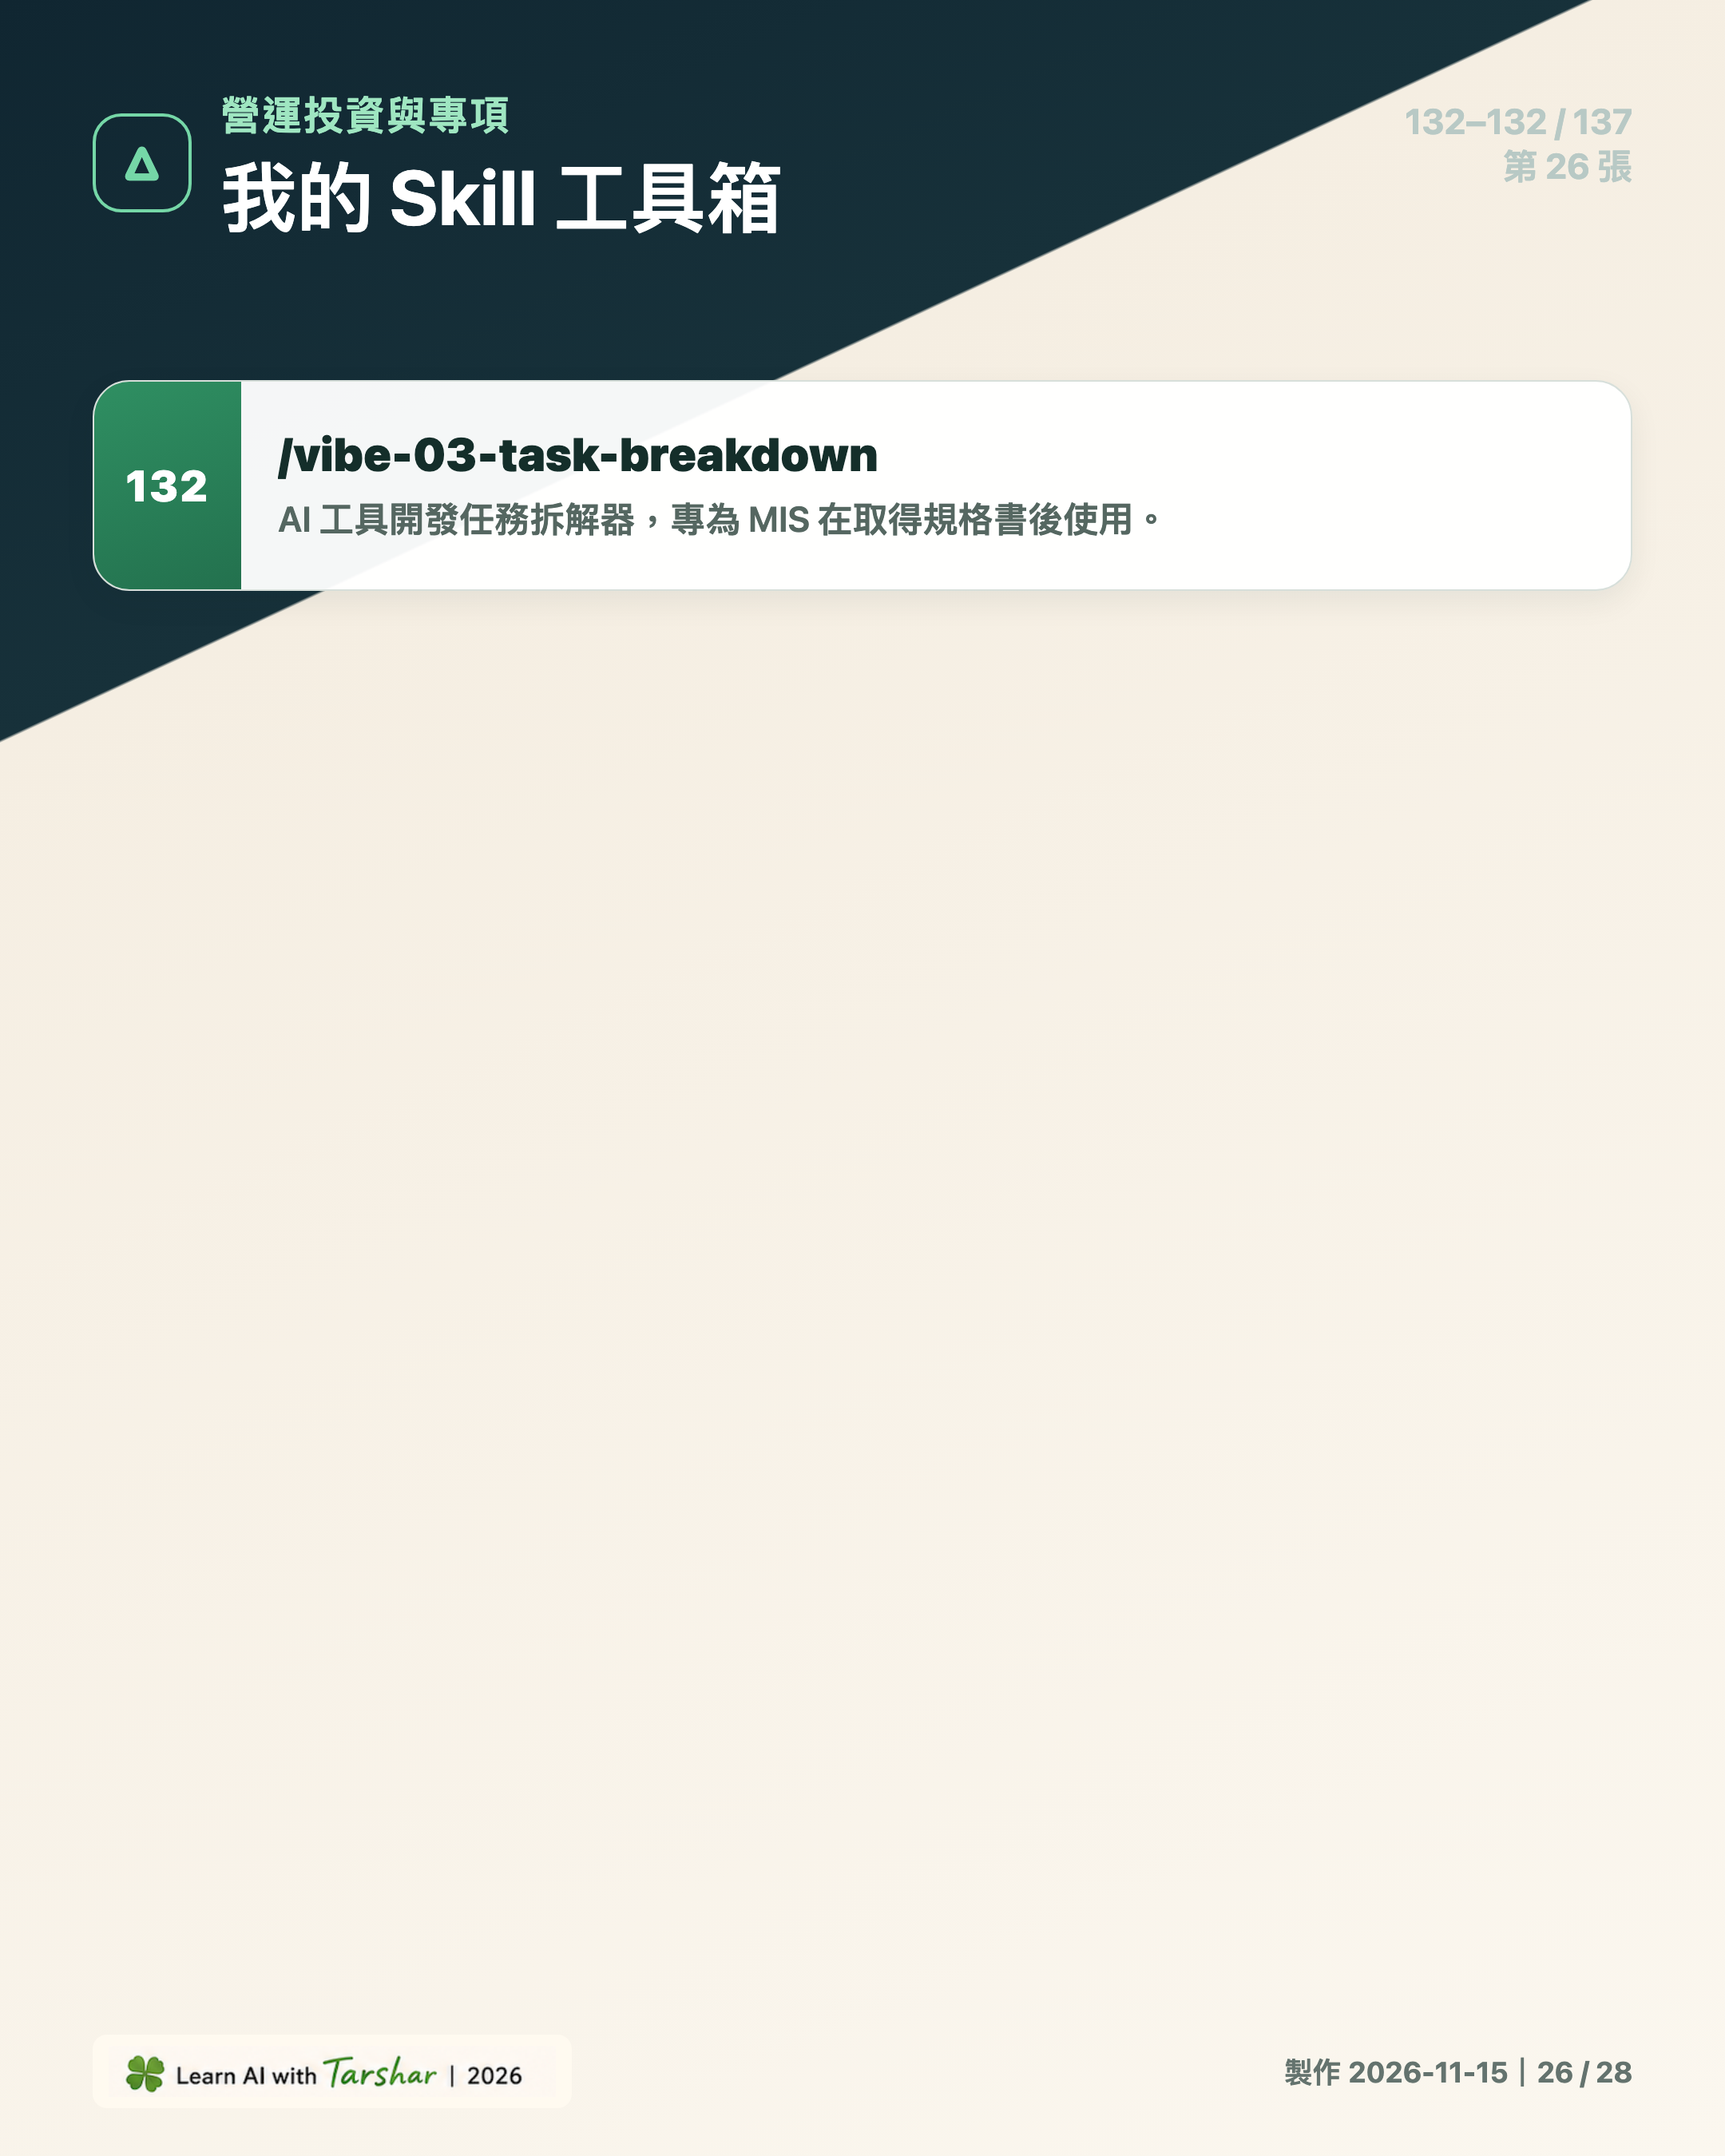 營運投資與專項
我的 Skill 工具箱
132–132 / 137
第 26 張
132
/vibe-03-task-breakdown
AI 工具開發任務拆解器，專為 MIS 在取得規格書後使用。
Learn AI with Tarshar | 2026
製作 2026-11-15｜26 / 28